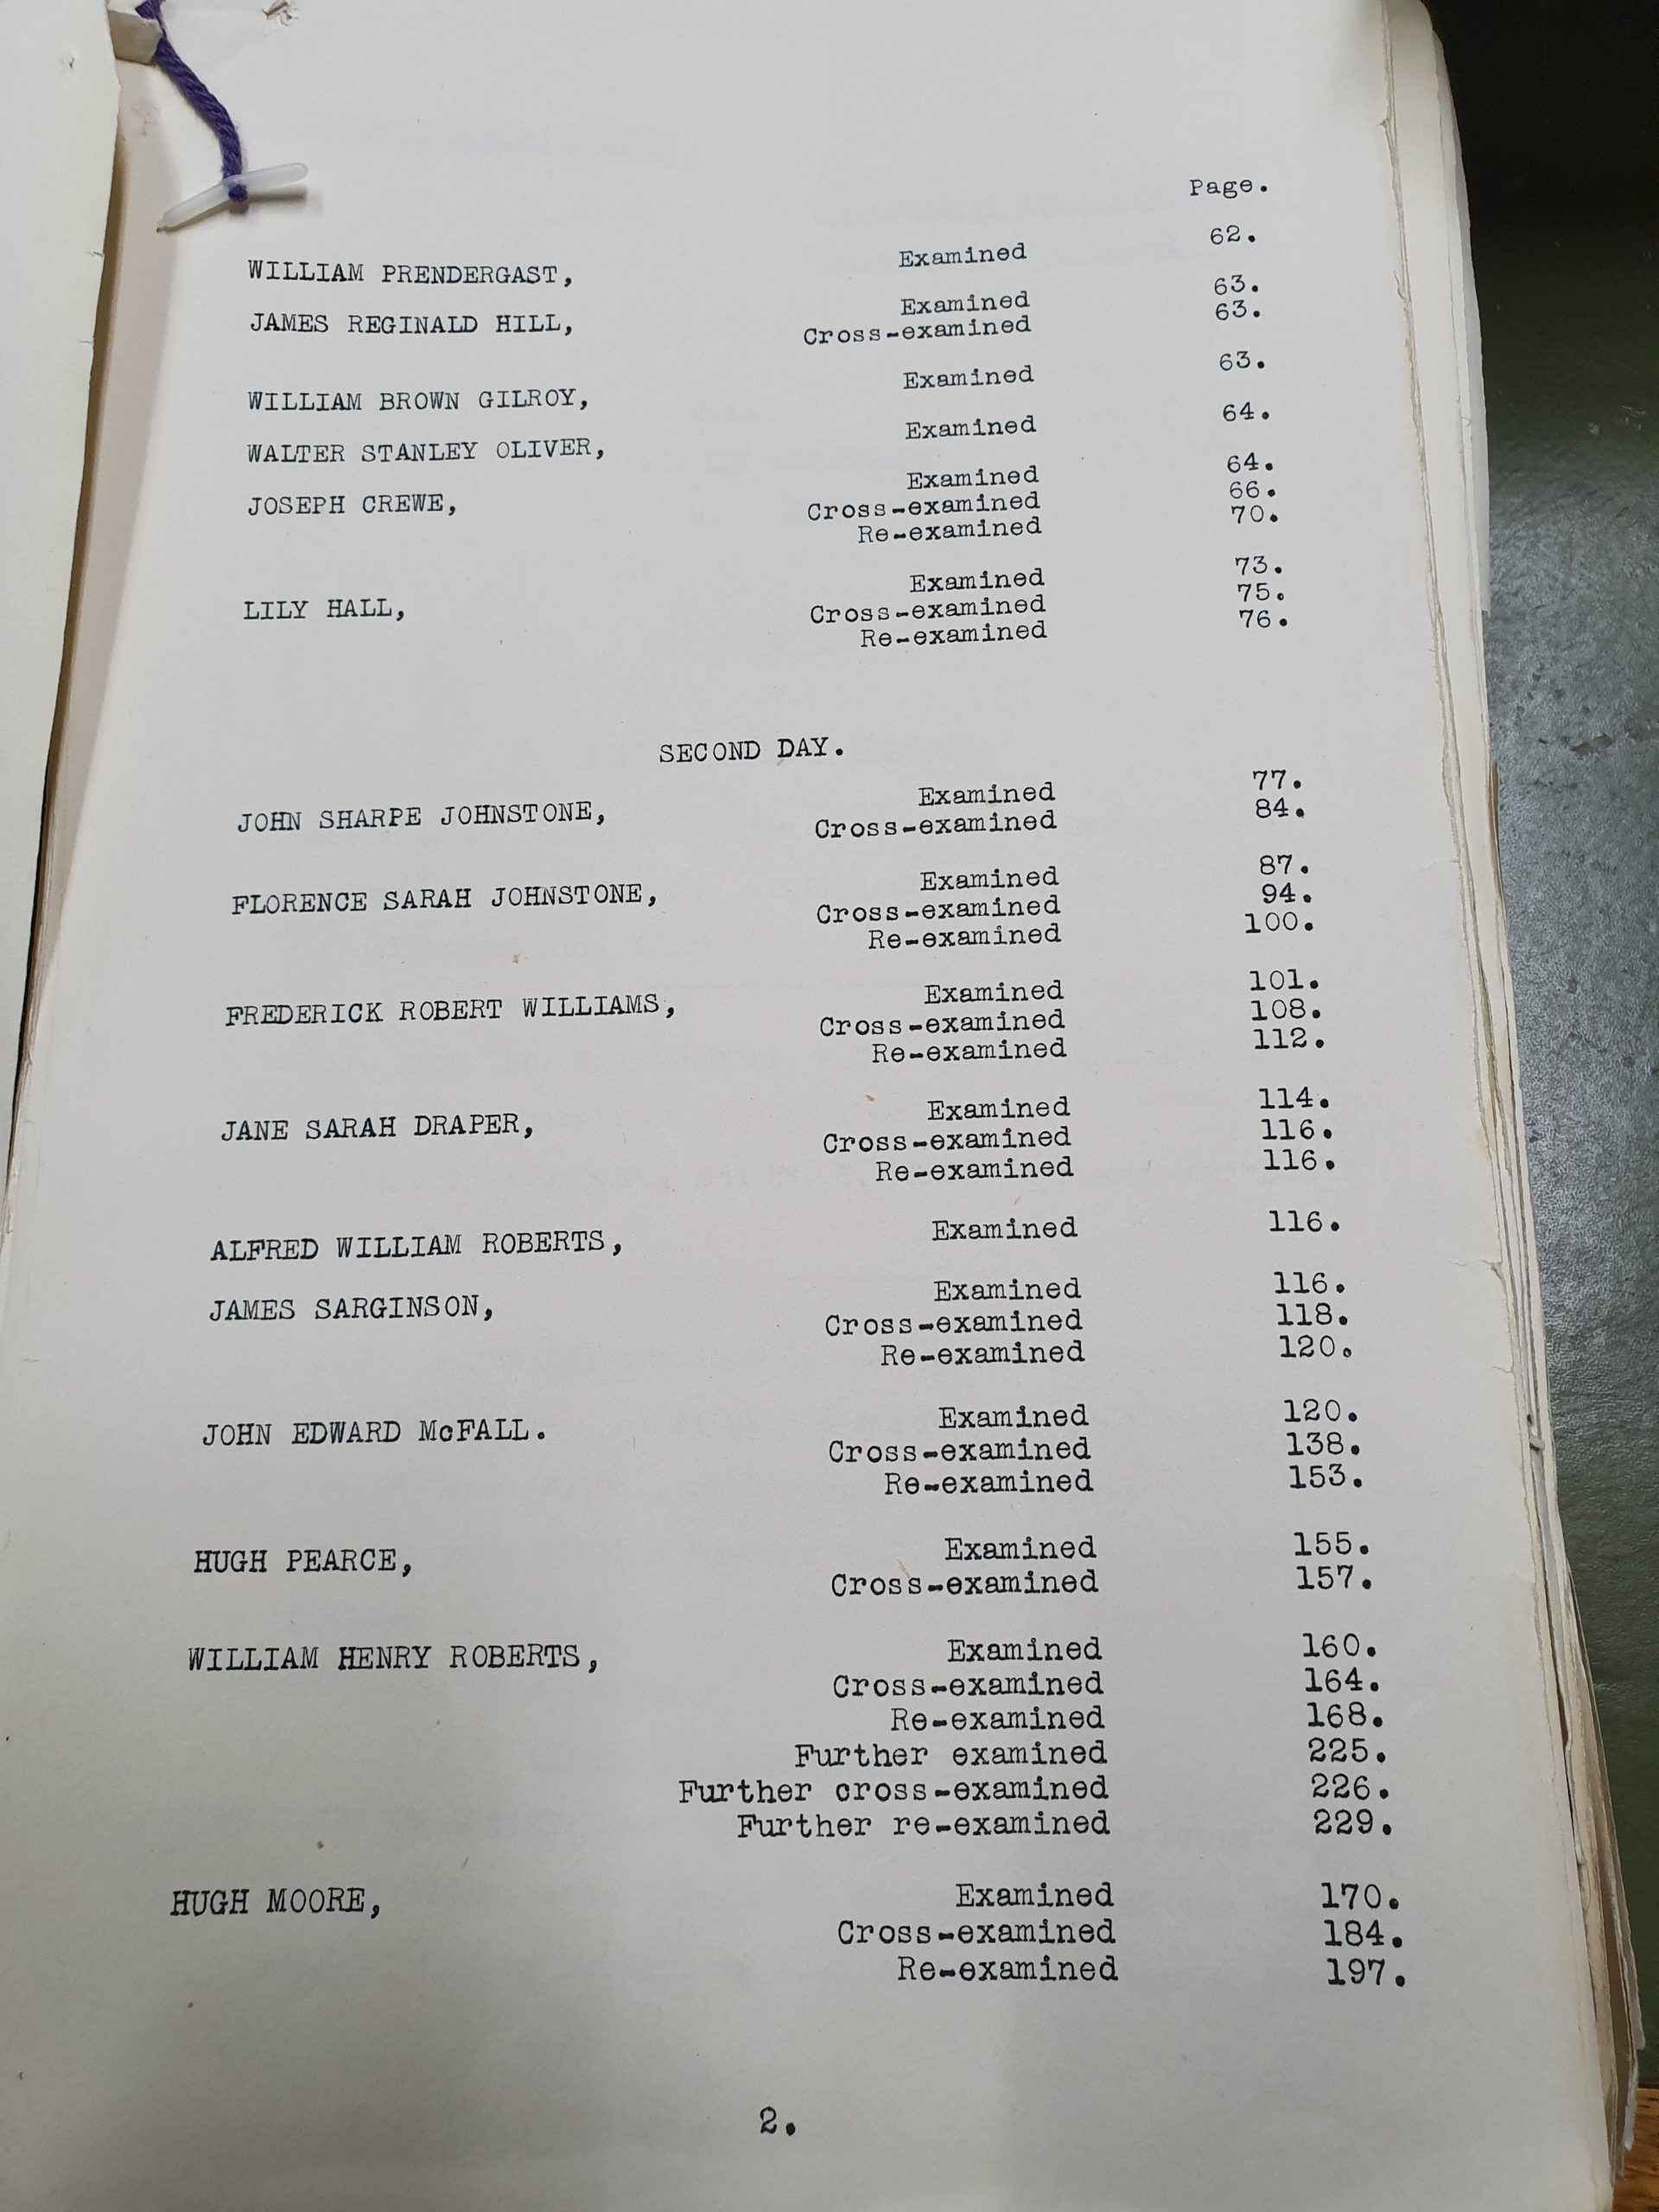 Page.
WILLIAM PRENDERGAST, Examined 62.
JAMES REGINALD HILL, Examined 63.
Cross-examined 63.
WILLIAM BROWN GILROY, Examined 63.
WALTER STANLEY OLIVER, Examined 64.
JOSEPH CREWE, Examined 64.
Cross-examined 66.
Re-examined 70.
LILY HALL, Examined 73.
Cross-examined 75.
Re-examined 76.
SECOND DAY.
JOHN SHARPE JOHNSTONE, Examined 77.
Cross-examined 84.
FLORENCE SARAH JOHNSTONE, Examined 87.
Cross-examined 94.
Re-examined 100.
FREDERICK ROBERT WILLIAMS, Examined 101.
Cross-examined 108.
Re-examined 112.
JANE SARAH DRAPER, Examined 114.
Cross-examined 116.
Re-examined 116.
ALFRED WILLIAM ROBERTS, Examined 116.
JAMES SARGINSON, Examined 116.
Cross-examined 118.
Re-examined 120.
JOHN EDWARD McFALL. Examined 120.
Cross-examined 138.
Re-examined 153.
HUGH PEARCE, Examined 155.
Cross-examined 157.
WILLIAM HENRY ROBERTS, Examined 160.
Cross-examined 164.
Re-examined 168.
Further examined 225.
Further cross-examined 226.
Further re-examined 229.
HUGH MOORE, Examined 170.
Cross-examined 184.
Re-examined 197.
2.